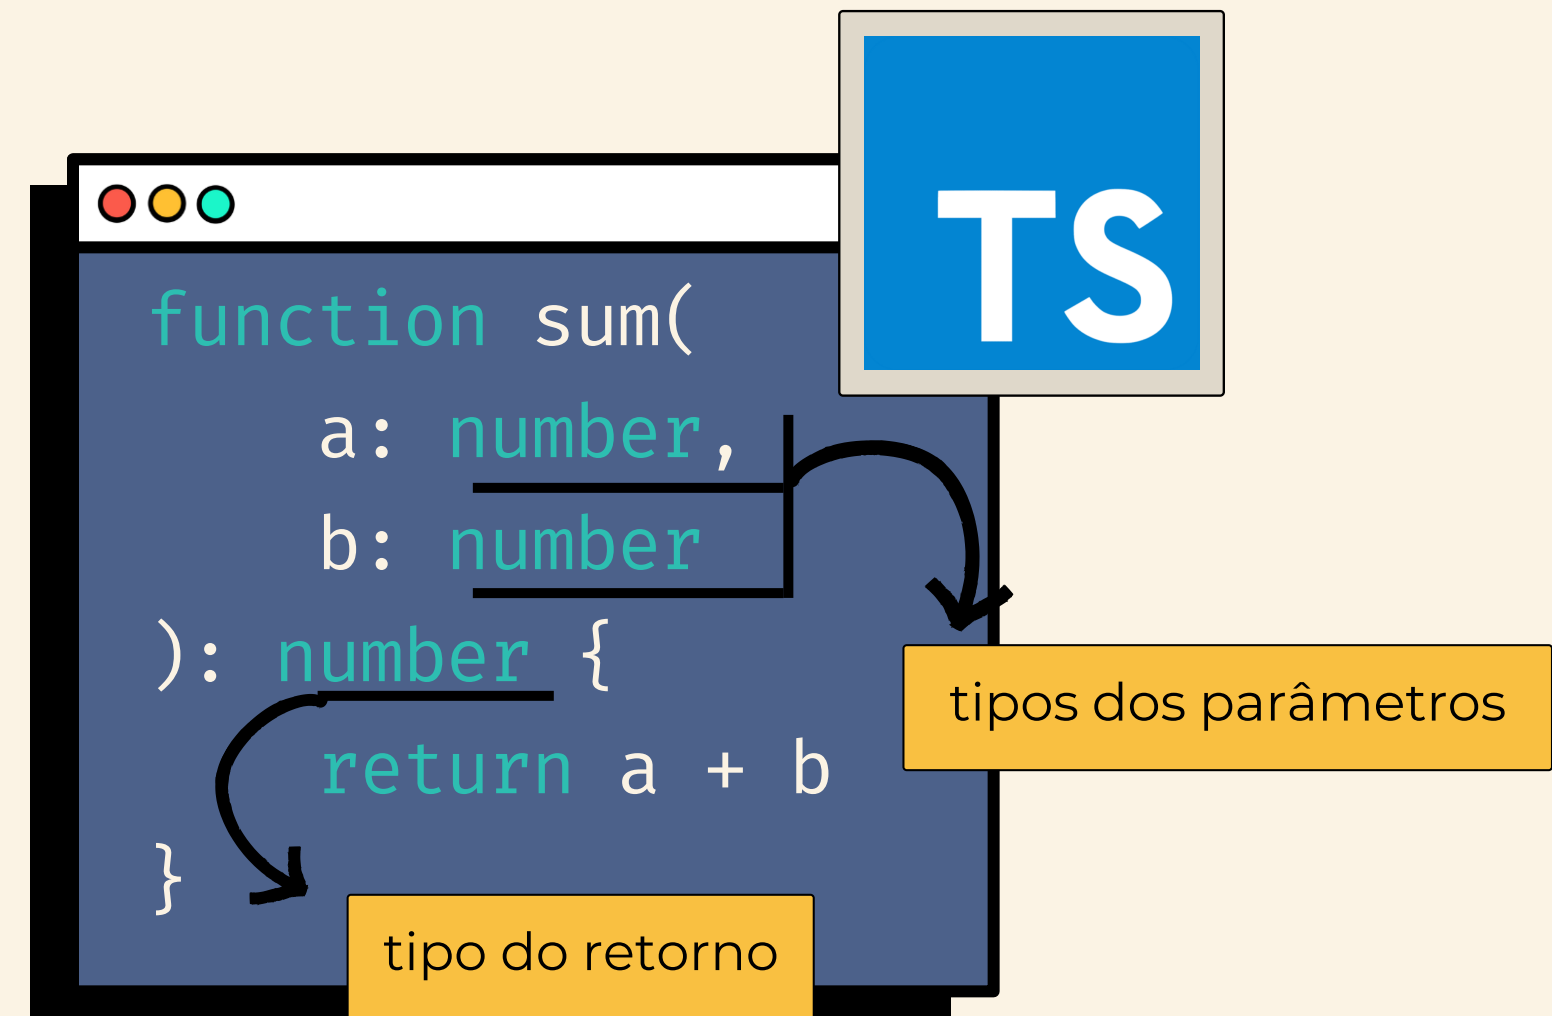 TS
function sum(
a: number,
b: number
): number {
return a + b
}
tipos dos parâmetros
tipo do retorno